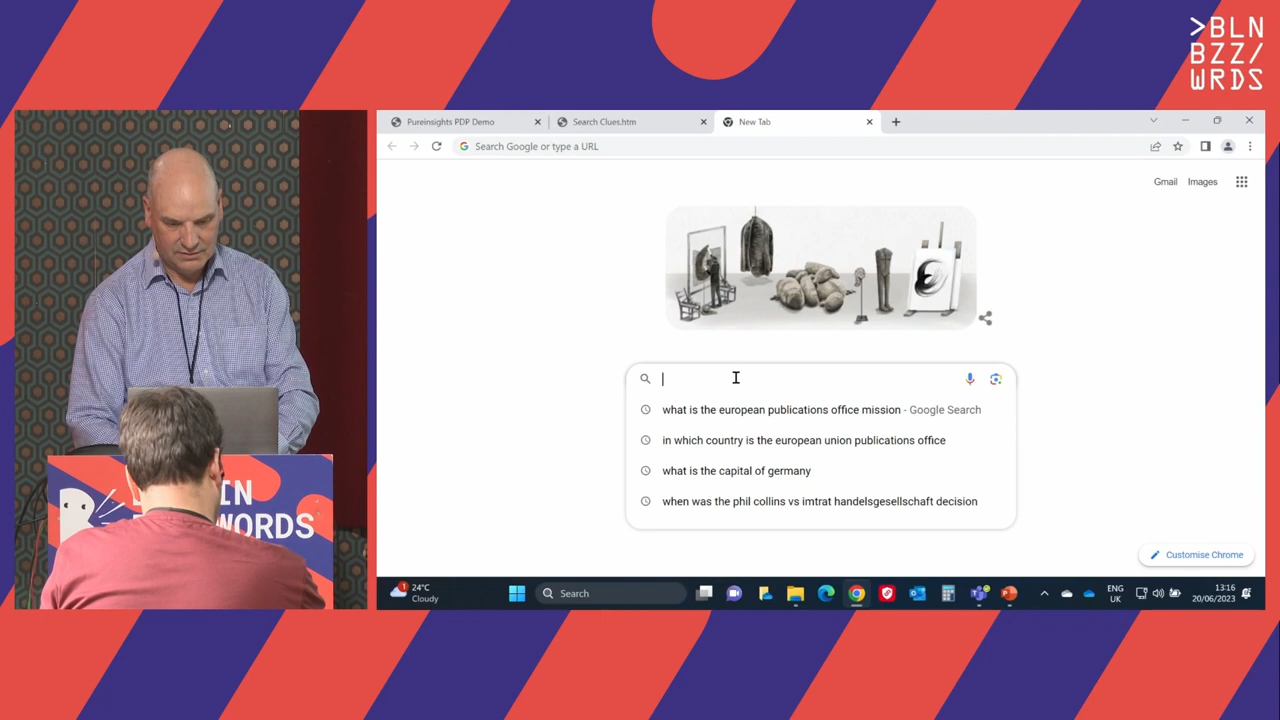 >BLN
BZZ/
WRDS
Pureinsights PDP Demo
Search Clues.htm
New Tab
Search Google or type a URL
Gmail
Images
what is the european publications office mission - Google Search
in which country is the european union publications office
what is the capital of germany
when was the phil collins vs imtrat handelsgesellschaft decision
Customise Chrome
1
24°C
Cloudy
Search
ENG
UK
13:16
20/06/2023
IN
WORDS